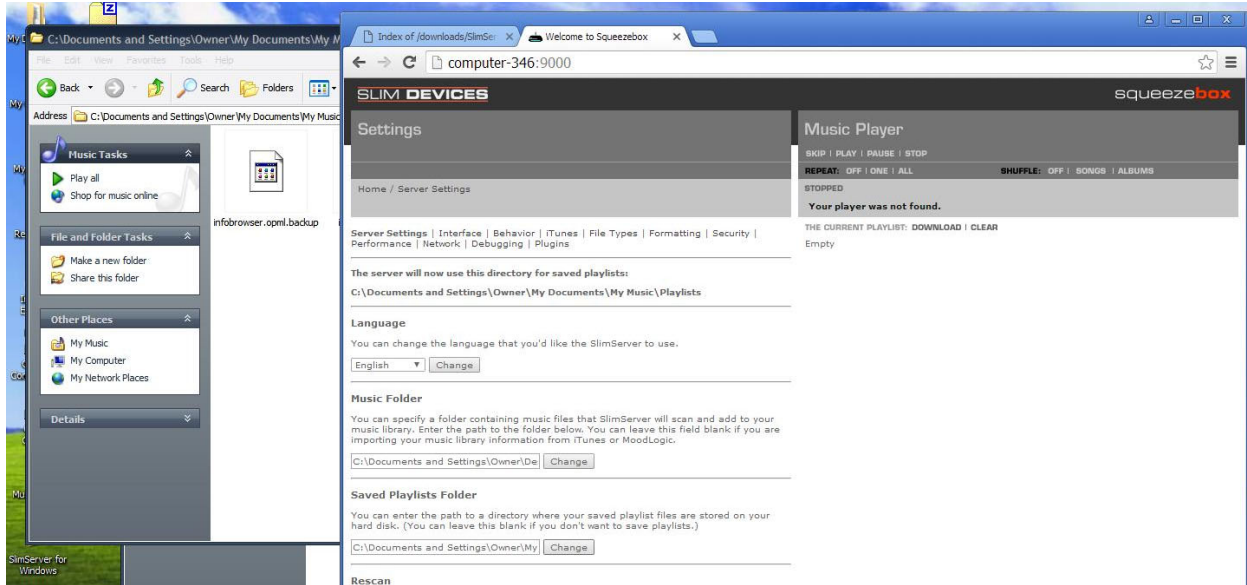 Z
My D
C:\Documents and Settings\Owner\My Documents\My M
File Edit View Favorites Tools Help
Back Search Folders
Address C:\Documents and Settings\Owner\My Documents\My Music
Music Tasks
Play all
Shop for music online
infobrowser.opml.backup
File and Folder Tasks
Make a new folder
Share this folder
Other Places
My Music
My Computer
My Network Places
Details
My
My
Re
Mu
SlimServer for
Windows
Index of /downloads/SlimSer
Welcome to Squeezebox
computer-346:9000
SLIM DEVICES
squeezebox
Settings
Home / Server Settings
Server Settings | Interface | Behavior | iTunes | File Types | Formatting | Security |
Performance | Network | Debugging | Plugins
The server will now use this directory for saved playlists:
C:\Documents and Settings\Owner\My Documents\My Music\Playlists
Language
You can change the language that you'd like the SlimServer to use.
English Change
Music Folder
You can specify a folder containing music files that SlimServer will scan and add to your
music library. Enter the path to the folder below. You can leave this field blank if you are
importing your music library information from iTunes or MoodLogic.
C:\Documents and Settings\Owner\De Change
Saved Playlists Folder
You can enter the path to a directory where your saved playlist files are stored on your
hard disk. (You can leave this blank if you don't want to save playlists.)
C:\Documents and Settings\Owner\My Change
Rescan
Music Player
SKIP | PLAY | PAUSE | STOP
REPEAT: OFF | ONE | ALL SHUFFLE: OFF | SONGS | ALBUMS
STOPPED
Your player was not found.
THE CURRENT PLAYLIST: DOWNLOAD | CLEAR
Empty